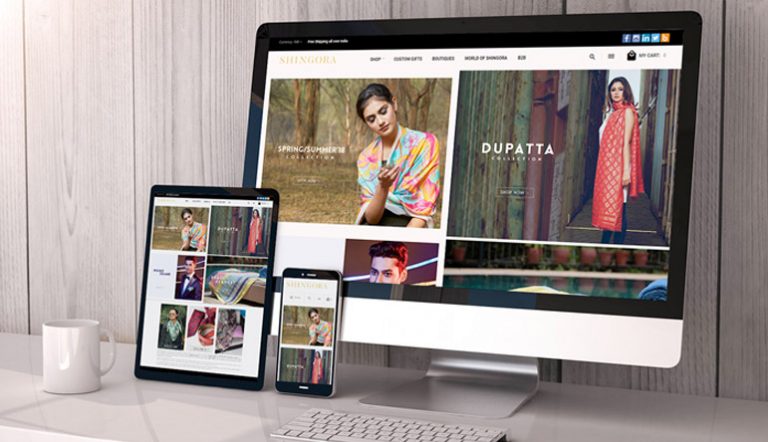 Currency: INR
Free Shipping all over India
SHINGORA
SHOP
CUSTOM GIFTS
BOUTIQUES
WORLD OF SHINGORA
B2B
MY CART: 0
SPRING/SUMMER'18
COLLECTION
SHOP NOW
DUPATTA
COLLECTION
SHOP NOW
DUPATTA
SHINGORA
DUPATTA